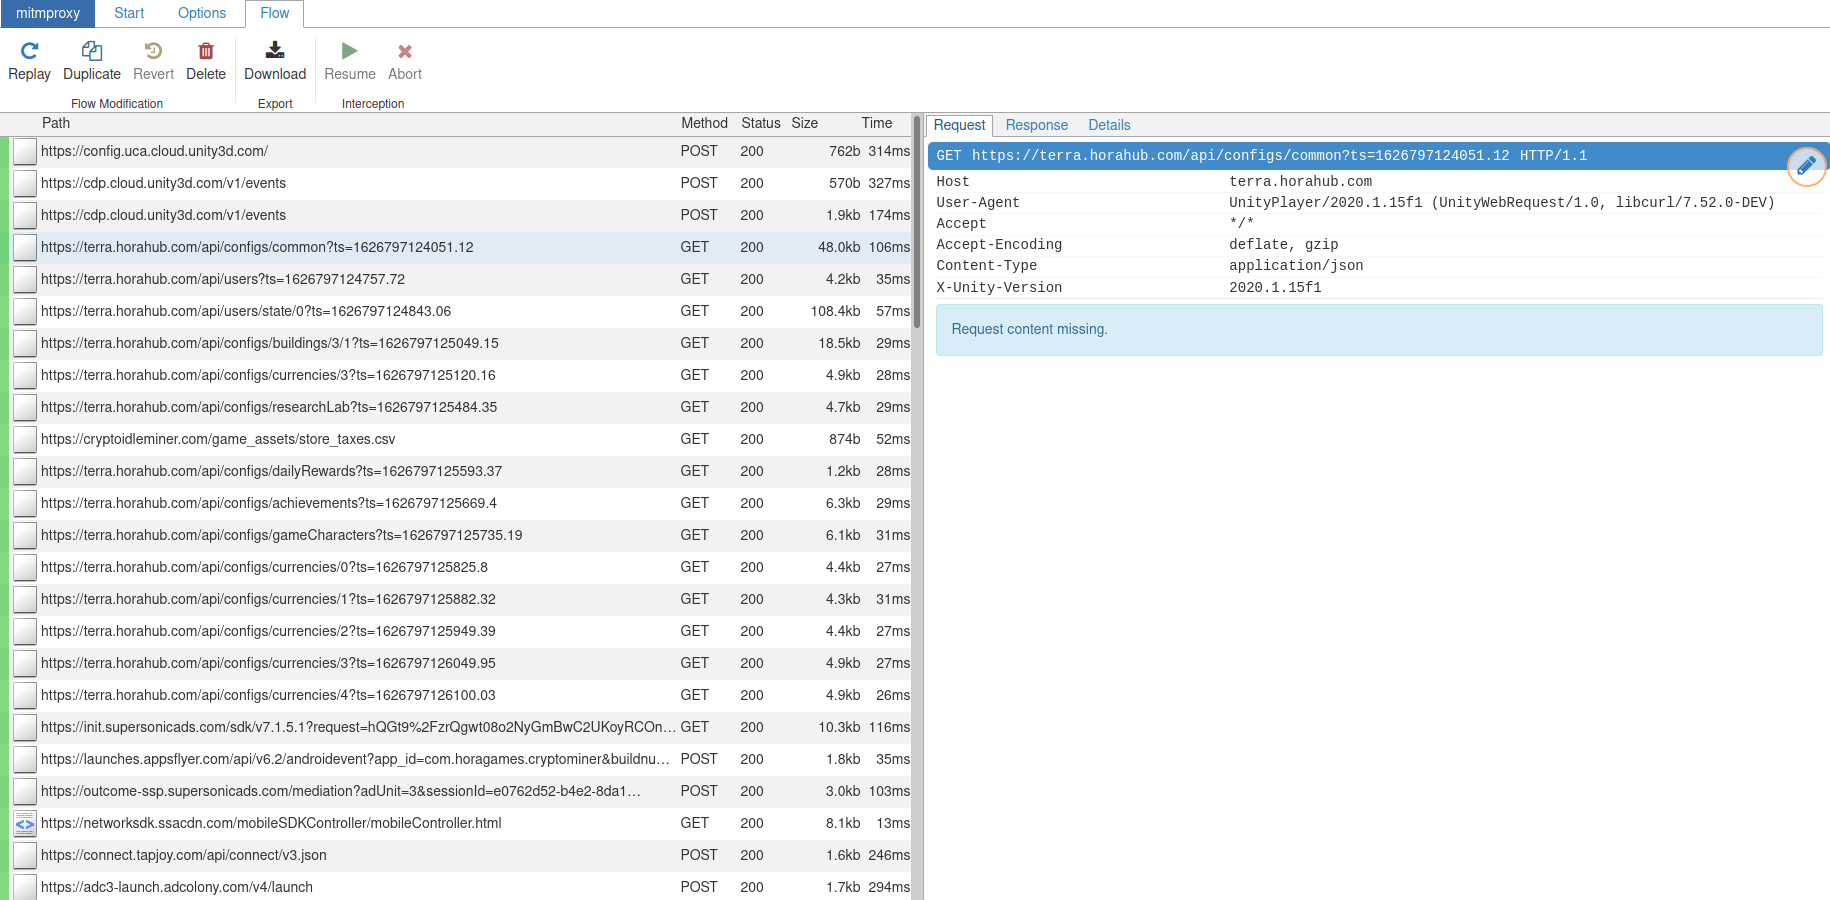 mitmproxy Start Options Flow
Replay Duplicate Revert Delete Download Resume Abort
Flow Modification Export Interception
Path Method Status Size Time
https://config.uca.cloud.unity3d.com/ POST 200 762b 314ms
https://cdp.cloud.unity3d.com/v1/events POST 200 570b 327ms
https://cdp.cloud.unity3d.com/v1/events POST 200 1.9kb 174ms
https://terra.horahub.com/api/configs/common?ts=1626797124051.12 GET 200 48.0kb 106ms
https://terra.horahub.com/api/users?ts=1626797124757.72 GET 200 4.2kb 35ms
https://terra.horahub.com/api/users/state/0?ts=1626797124843.06 GET 200 108.4kb 57ms
https://terra.horahub.com/api/configs/buildings/3/1?ts=1626797125049.15 GET 200 18.5kb 29ms
https://terra.horahub.com/api/configs/currencies/3?ts=1626797125120.16 GET 200 4.9kb 28ms
https://terra.horahub.com/api/configs/researchLab?ts=1626797125484.35 GET 200 4.7kb 29ms
https://cryptoidleminer.com/game_assets/store_taxes.csv GET 200 874b 52ms
https://terra.horahub.com/api/configs/dailyRewards?ts=1626797125593.37 GET 200 1.2kb 28ms
https://terra.horahub.com/api/configs/achievements?ts=1626797125669.4 GET 200 6.3kb 29ms
https://terra.horahub.com/api/configs/gameCharacters?ts=1626797125735.19 GET 200 6.1kb 31ms
https://terra.horahub.com/api/configs/currencies/0?ts=1626797125825.8 GET 200 4.4kb 27ms
https://terra.horahub.com/api/configs/currencies/1?ts=1626797125882.32 GET 200 4.3kb 31ms
https://terra.horahub.com/api/configs/currencies/2?ts=1626797125949.39 GET 200 4.4kb 27ms
https://terra.horahub.com/api/configs/currencies/3?ts=1626797126049.95 GET 200 4.9kb 27ms
https://terra.horahub.com/api/configs/currencies/4?ts=1626797126100.03 GET 200 4.9kb 26ms
https://init.supersonicads.com/sdk/v7.1.5.1?request=hQGt9%2FzrQgwt08o2NyGmBwC2UKoyRCOn... GET 200 10.3kb 116ms
https://launches.appsflyer.com/api/v6.2/androidevent?app_id=com.horagames.cryptominer&buildnu... POST 200 1.8kb 35ms
https://outcome-ssp.supersonicads.com/mediation?adUnit=3&sessionId=e0762d52-b4e2-8da1... POST 200 3.0kb 103ms
https://networksdk.ssacdn.com/mobileSDKController/mobileController.html GET 200 8.1kb 13ms
https://connect.tapjoy.com/api/connect/v3.json POST 200 1.6kb 246ms
https://adc3-launch.adcolony.com/v4/launch POST 200 1.7kb 294ms
Request Response Details
GET https://terra.horahub.com/api/configs/common?ts=1626797124051.12 HTTP/1.1
Host terra.horahub.com
User-Agent UnityPlayer/2020.1.15f1 (UnityWebRequest/1.0, libcurl/7.52.0-DEV)
Accept */*
Accept-Encoding deflate, gzip
Content-Type application/json
X-Unity-Version 2020.1.15f1
Request content missing.